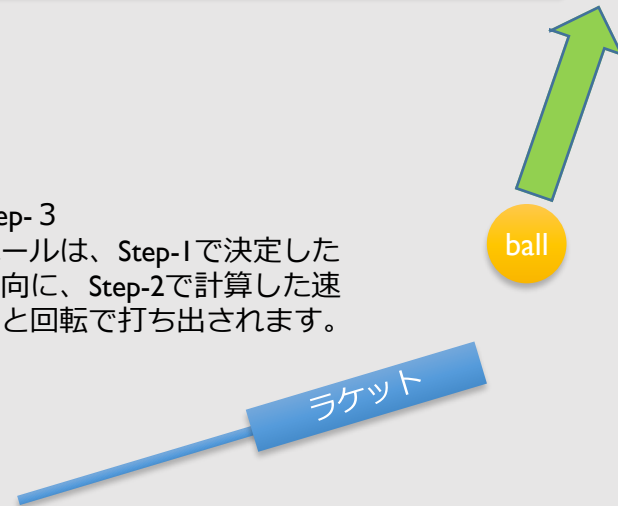 ep-３
ールは、Step-1で決定した
向に、Step-2で計算した速
と回転で打ち出されます。
ball
ラケット